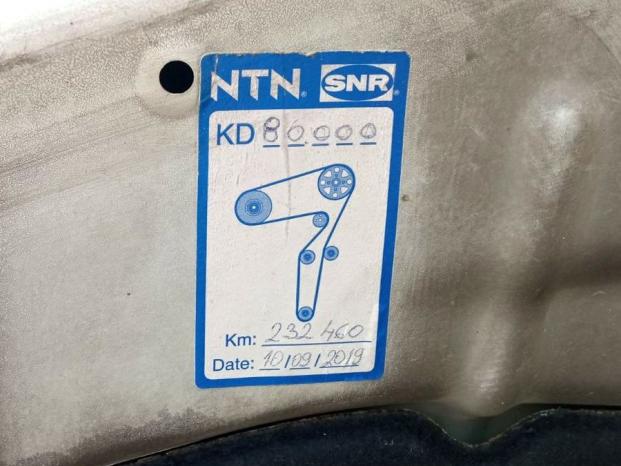 NTN® SNR®
KD 80000
Km: 232 460
Date: 10/09/2019